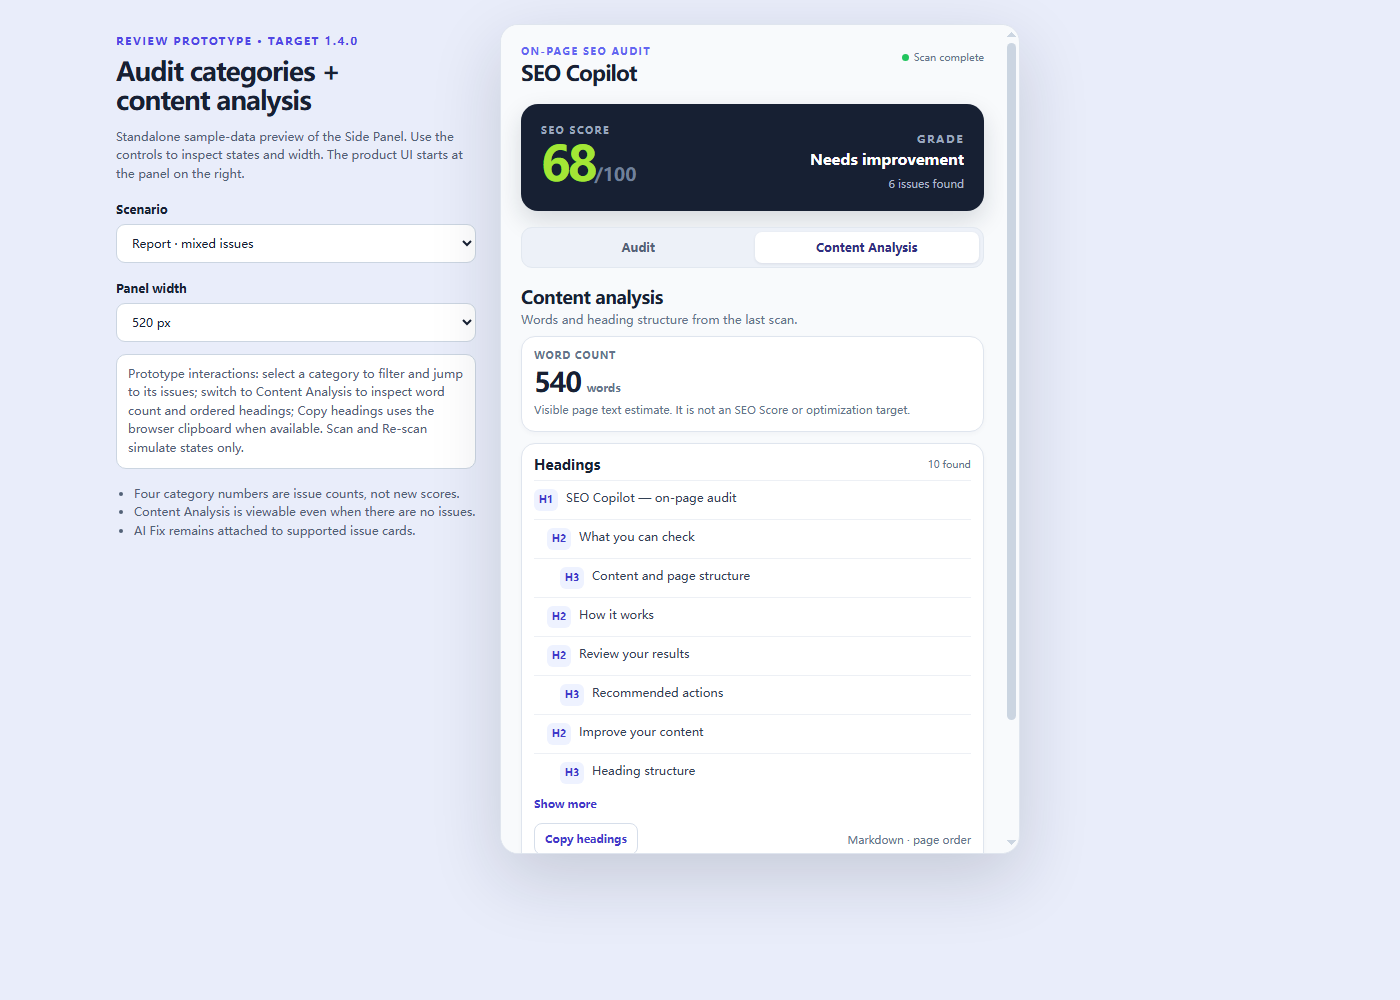 REVIEW PROTOTYPE • TARGET 1.4.0
Audit categories +
content analysis
Standalone sample-data preview of the Side Panel. Use the
controls to inspect states and width. The product UI starts at
the panel on the right.
Scenario
Report · mixed issues
Panel width
520 px
Prototype interactions: select a category to filter and jump
to its issues; switch to Content Analysis to inspect word
count and ordered headings; Copy headings uses the
browser clipboard when available. Scan and Re-scan
simulate states only.
• Four category numbers are issue counts, not new scores.
• Content Analysis is viewable even when there are no issues.
• AI Fix remains attached to supported issue cards.
ON-PAGE SEO AUDIT
SEO Copilot
Scan complete
SEO SCORE
68/100
GRADE
Needs improvement
6 issues found
Audit
Content Analysis
Content analysis
Words and heading structure from the last scan.
WORD COUNT
540 words
Visible page text estimate. It is not an SEO Score or optimization target.
Headings
10 found
H1 SEO Copilot — on-page audit
H2 What you can check
H3 Content and page structure
H2 How it works
H2 Review your results
H3 Recommended actions
H2 Improve your content
H3 Heading structure
Show more
Copy headings
Markdown · page order